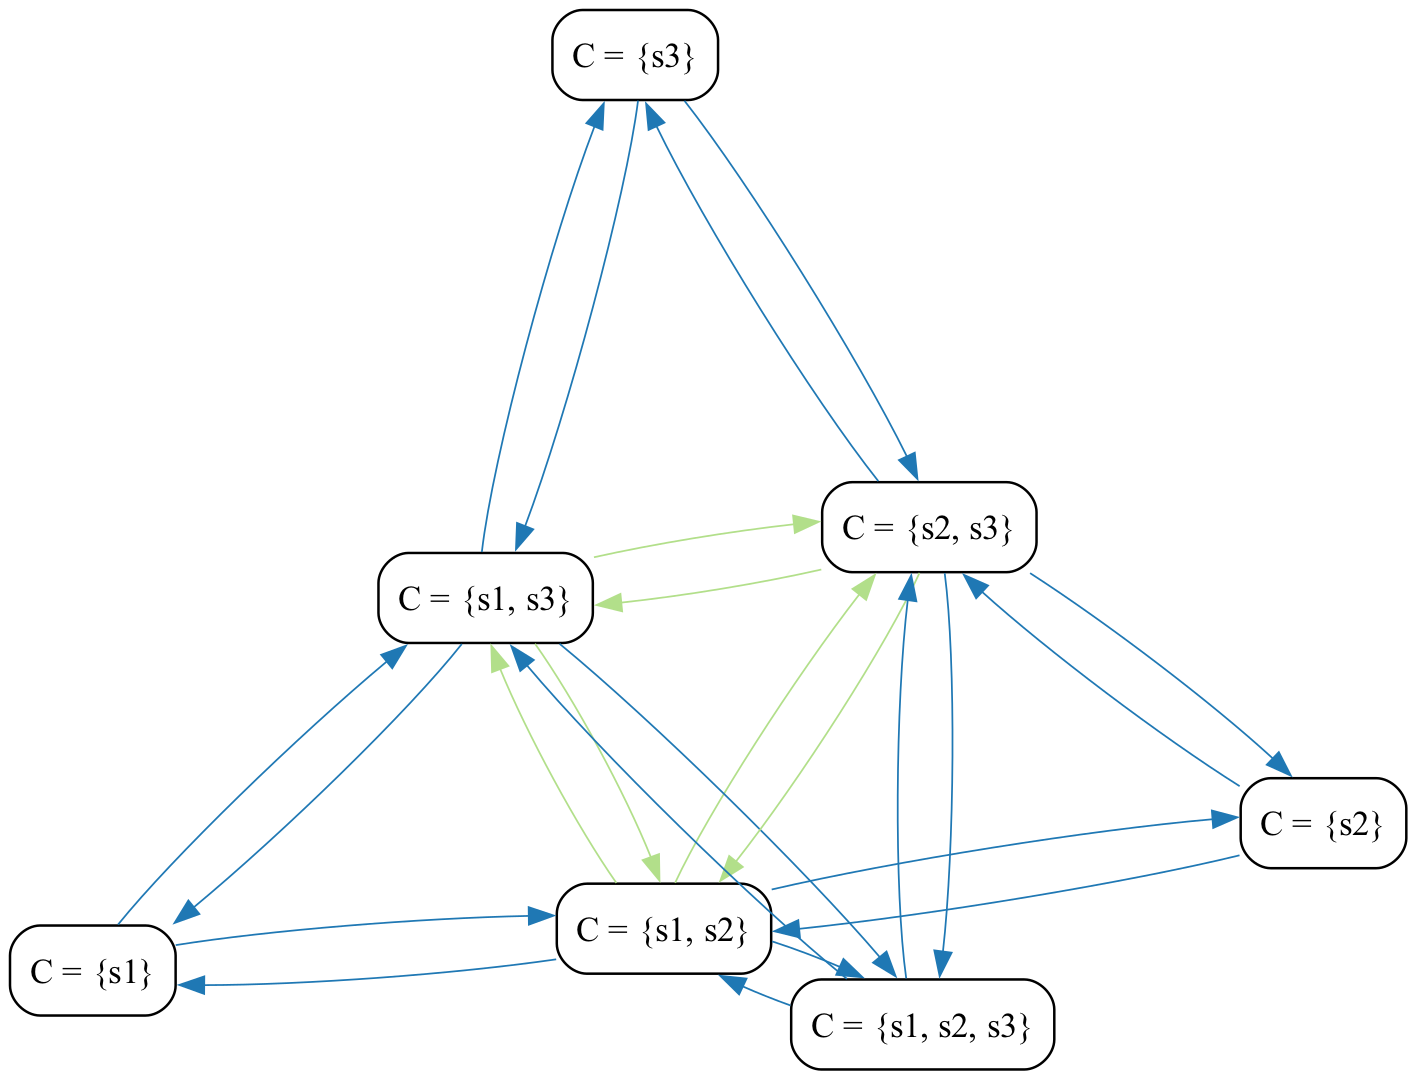 C = {s3}
C = {s2, s3}
C = {s1, s3}
C = {s2}
C = {s1, s2}
C = {s1}
C = {s1, s2, s3}